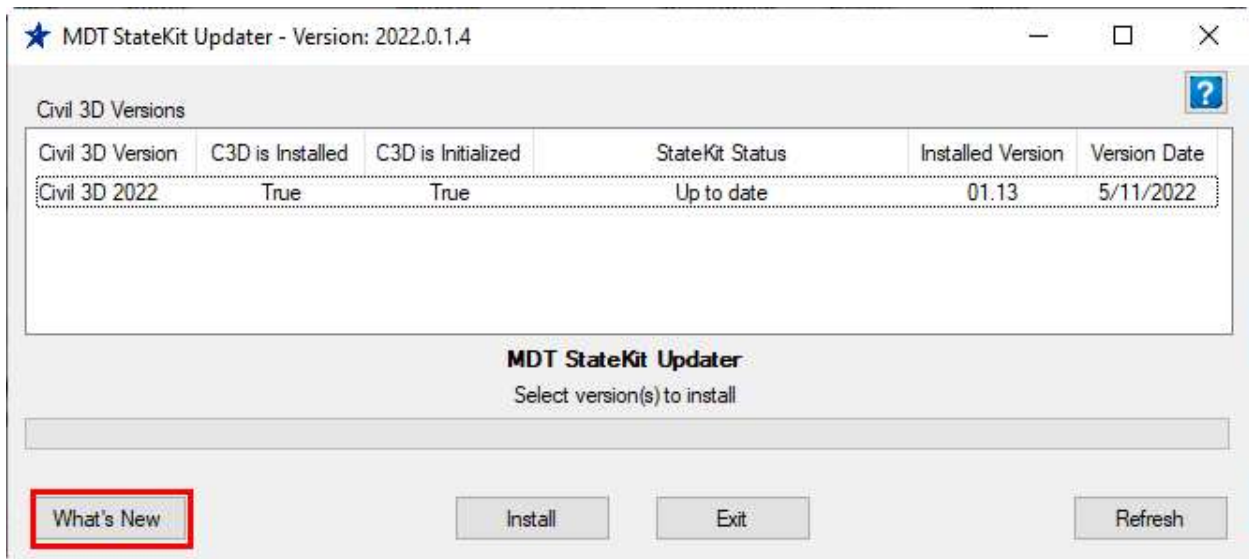 MDT StateKit Updater - Version: 2022.0.1.4
?
Civil 3D Versions
Civil 3D Version C3D is Installed C3D is Initialized StateKit Status Installed Version Version Date
Civil 3D 2022 True True Up to date 01.13 5/11/2022
MDT StateKit Updater
Select version(s) to install
What's New Install Exit Refresh